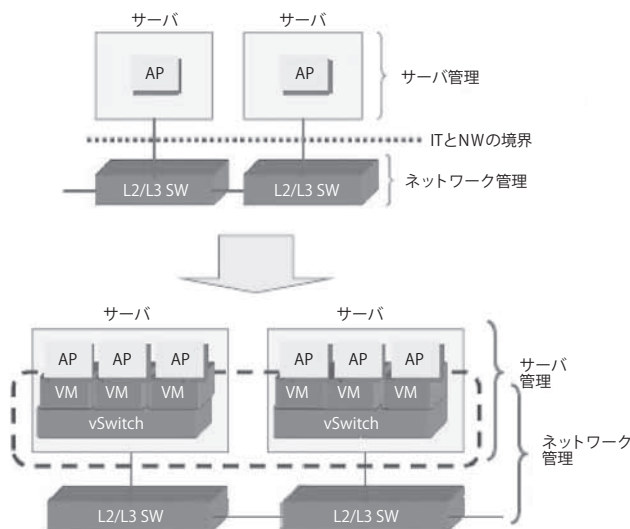 サーバ
サーバ
AP
AP
サーバ管理
ITとNWの境界
L2/L3 SW
L2/L3 SW
ネットワーク管理
サーバ
サーバ
AP
AP
AP
AP
AP
AP
VM
VM
VM
VM
VM
VM
vSwitch
vSwitch
サーバ
管理
ネットワーク
管理
L2/L3 SW
L2/L3 SW